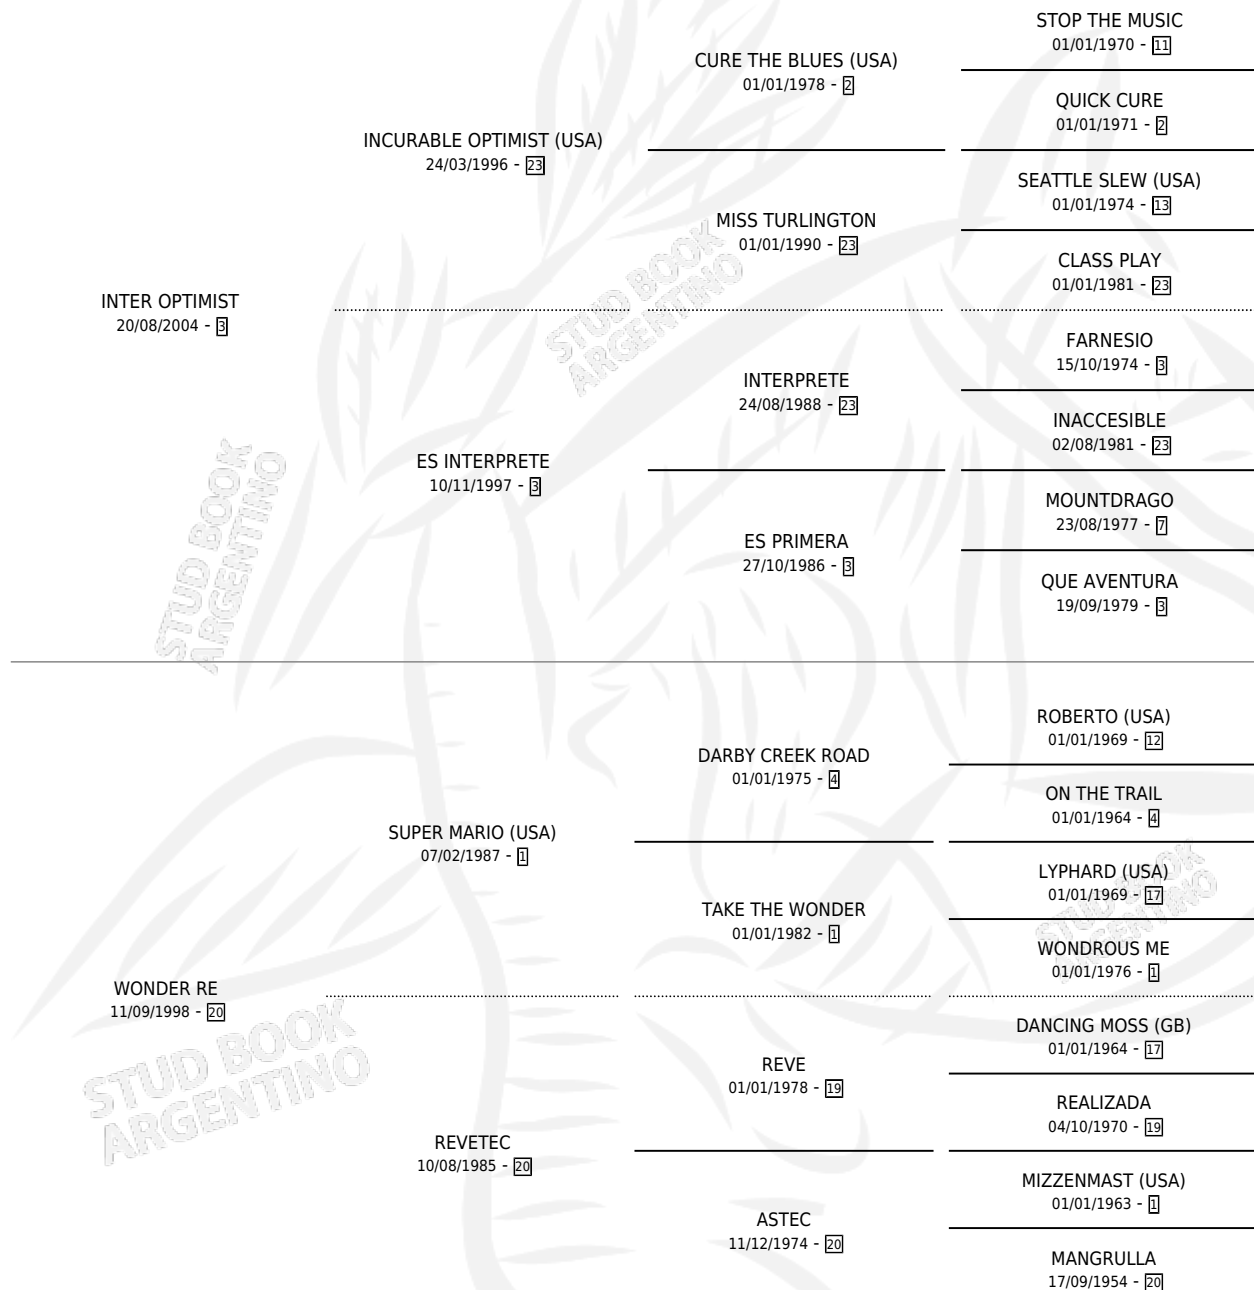 STOP THE MUSIC
01/01/1970 - 11
CURE THE BLUES (USA)
01/01/1978 - 2
QUICK CURE
01/01/1971 - 2
INCURABLE OPTIMIST (USA)
24/03/1996 - 23
SEATTLE SLEW (USA)
01/01/1974 - 13
MISS TURLINGTON
01/01/1990 - 23
CLASS PLAY
01/01/1981 - 23
INTER OPTIMIST
20/08/2004 - 3
FARNESIO
15/10/1974 - 3
INTERPRETE
24/08/1988 - 23
INACCESIBLE
02/08/1981 - 23
ES INTERPRETE
10/11/1997 - 3
MOUNTDRAGO
23/08/1977 - 7
ES PRIMERA
27/10/1986 - 3
QUE AVENTURA
19/09/1979 - 3
ROBERTO (USA)
01/01/1969 - 12
DARBY CREEK ROAD
01/01/1975 - 4
ON THE TRAIL
01/01/1964 - 4
SUPER MARIO (USA)
07/02/1987 - 1
LYPHARD (USA)
01/01/1969 - 17
TAKE THE WONDER
01/01/1982 - 1
WONDROUS ME
01/01/1976 - 1
WONDER RE
11/09/1998 - 20
DANCING MOSS (GB)
01/01/1964 - 17
REVE
01/01/1978 - 19
REALIZADA
04/10/1970 - 19
REVETEC
10/08/1985 - 20
MIZZENMAST (USA)
01/01/1963 - 1
ASTEC
11/12/1974 - 20
MANGRULLA
17/09/1954 - 20
STUD BOOK
ARGENTINO
STUD BOOK
ARGENTINO
STUD BOOK
ARGENTINO
STUD BOOK
ARGENTINO